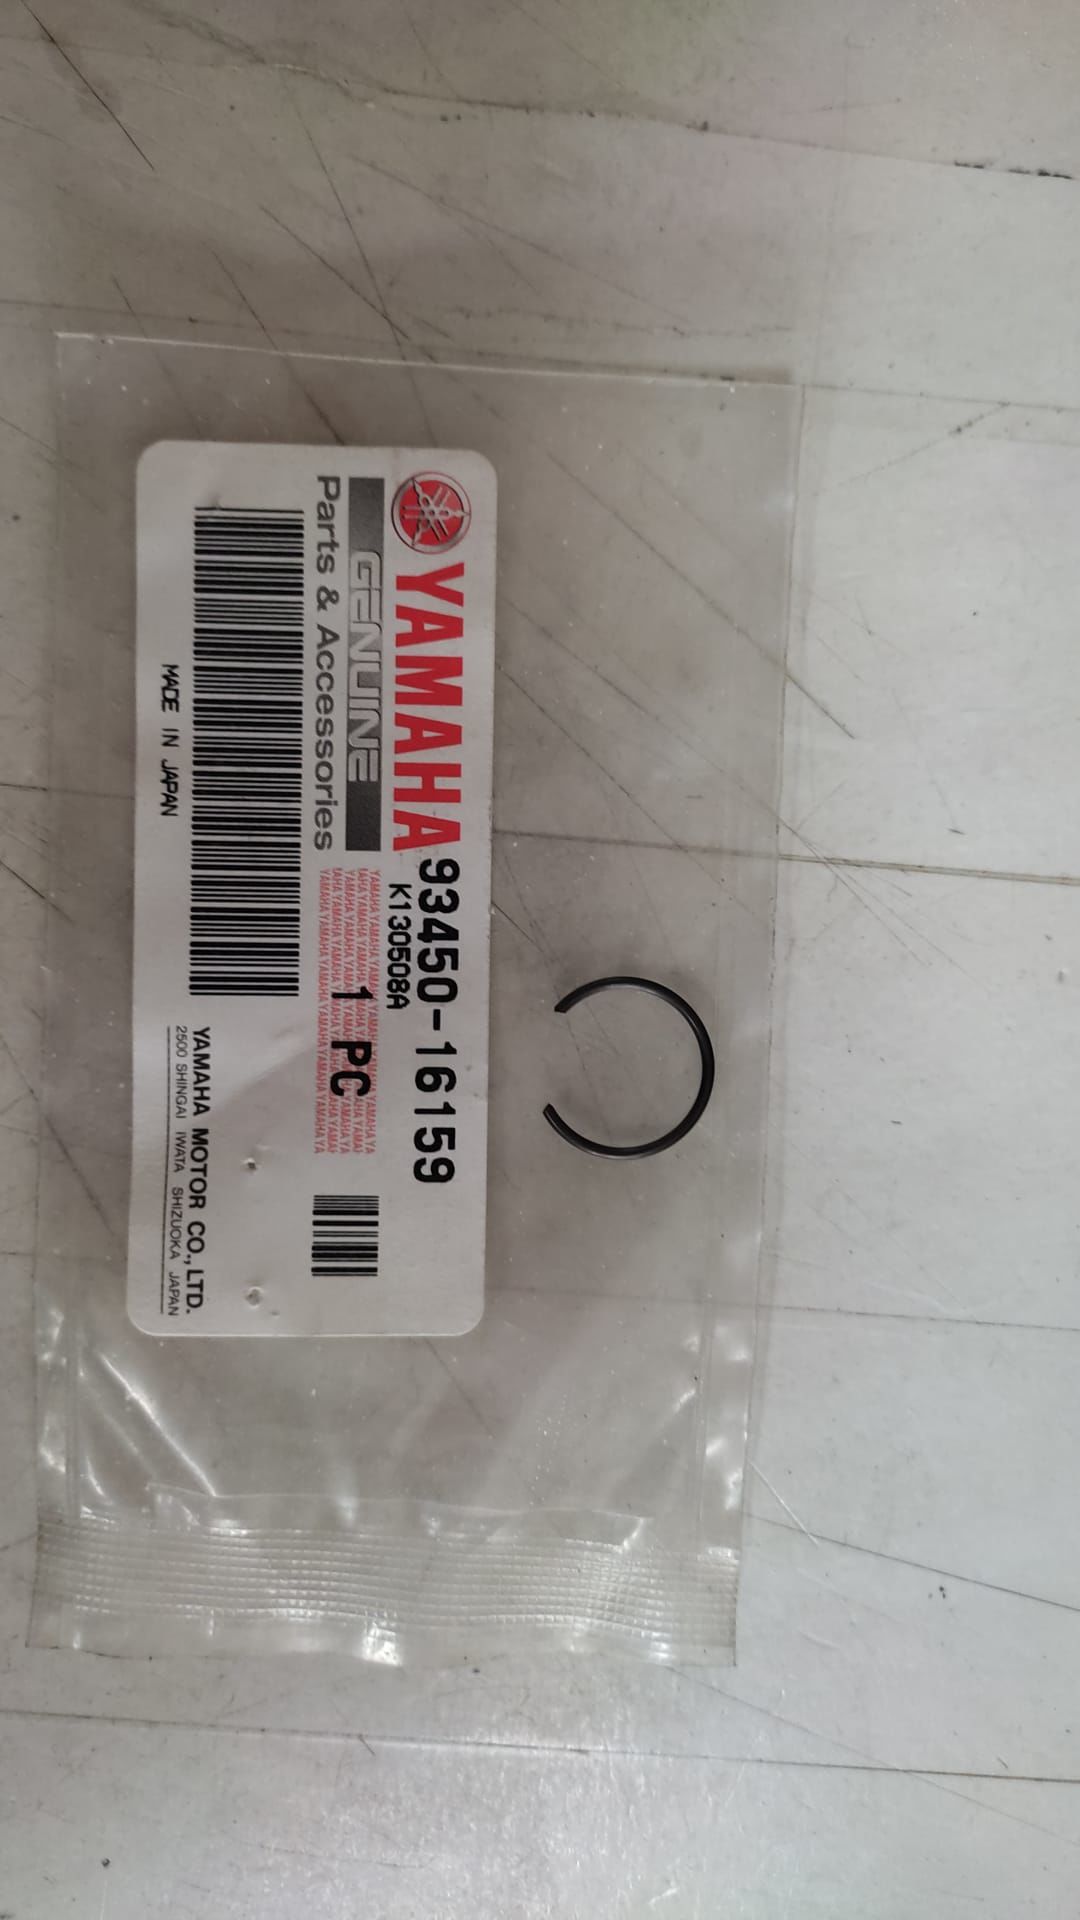 YAMAHA 93450-16159
GENUINE K130508A
Parts & Accessories 1 PC
MADE IN JAPAN
YAMAHA MOTOR CO., LTD.
2500 SHINGAI IWATA SHIZUOKA JAPAN